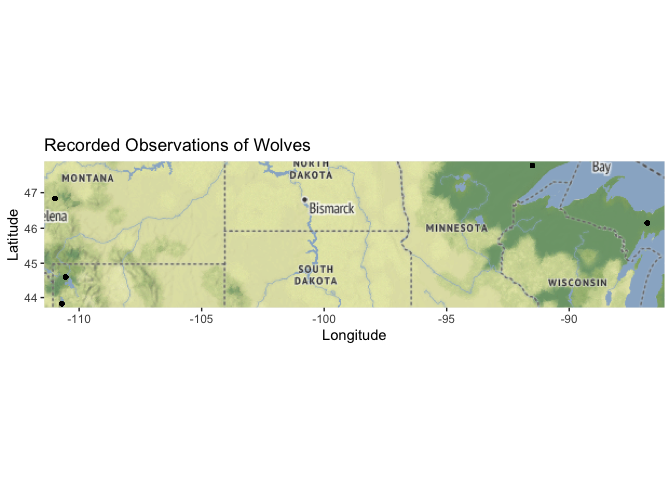 Recorded Observations of Wolves
NORTH
DAKOTA
Bay
MONTANA
47
elena
Bismarck
Latitude
46
MINNESOTA
45
SOUTH
DAKOTA
WISCONSIN
44
-110
-105
-100
-95
-90
Longitude